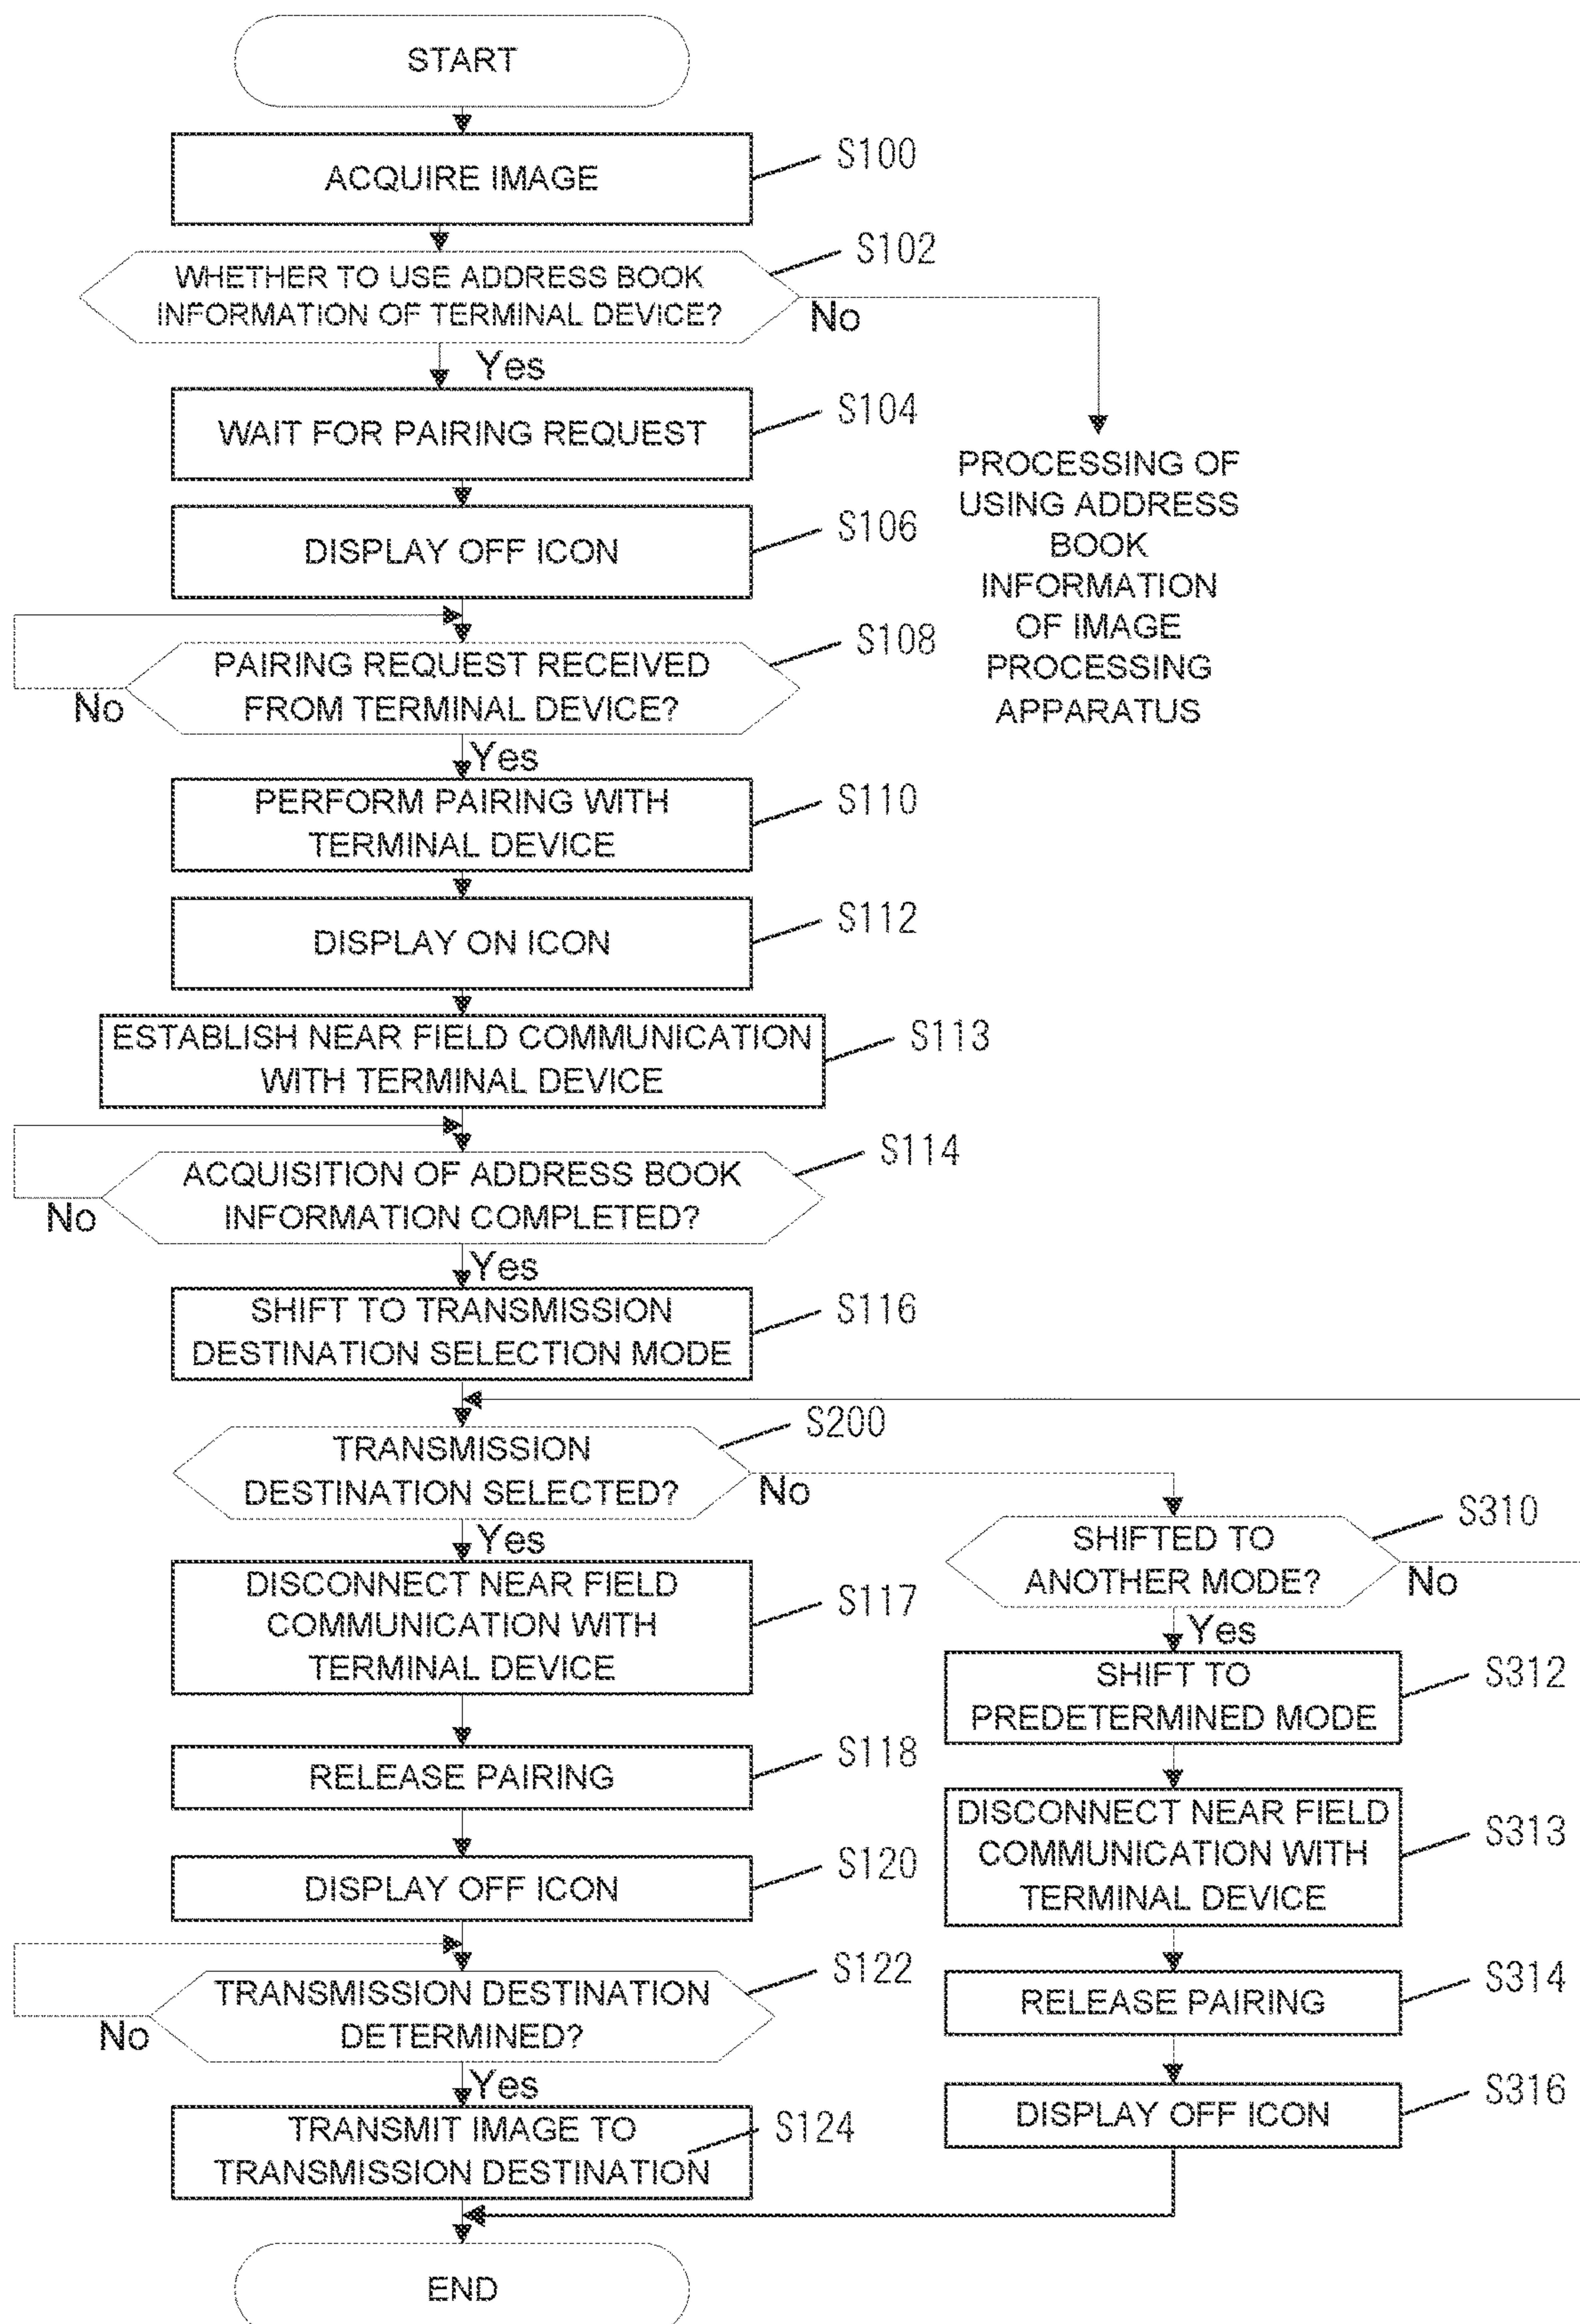 START
ACQUIRE IMAGE
S100
WHETHER TO USE ADDRESS BOOK
INFORMATION OF TERMINAL DEVICE?
S102
No
Yes
WAIT FOR PAIRING REQUEST
S104
PROCESSING OF
USING ADDRESS
BOOK
INFORMATION
OF IMAGE
PROCESSING
APPARATUS
DISPLAY OFF ICON
S106
PAIRING REQUEST RECEIVED
FROM TERMINAL DEVICE?
S108
No
Yes
PERFORM PAIRING WITH
TERMINAL DEVICE
S110
DISPLAY ON ICON
S112
ESTABLISH NEAR FIELD COMMUNICATION
WITH TERMINAL DEVICE
S113
ACQUISITION OF ADDRESS BOOK
INFORMATION COMPLETED?
S114
No
Yes
SHIFT TO TRANSMISSION
DESTINATION SELECTION MODE
S116
TRANSMISSION
DESTINATION SELECTED?
S200
No
Yes
SHIFTED TO
ANOTHER MODE?
S310
No
Yes
DISCONNECT NEAR FIELD
COMMUNICATION WITH
TERMINAL DEVICE
S117
SHIFT TO
PREDETERMINED MODE
S312
RELEASE PAIRING
S118
DISCONNECT NEAR FIELD
COMMUNICATION WITH
TERMINAL DEVICE
S313
DISPLAY OFF ICON
S120
TRANSMISSION DESTINATION
DETERMINED?
S122
No
Yes
RELEASE PAIRING
S314
DISPLAY OFF ICON
S316
TRANSMIT IMAGE TO
TRANSMISSION DESTINATION
S124
END